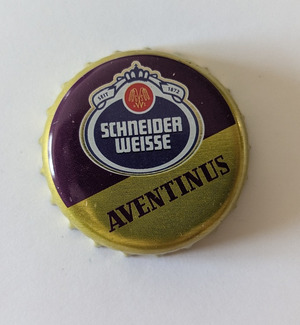 SEIT 1872
SCHNEIDER
WEISSE
AVENTINUS